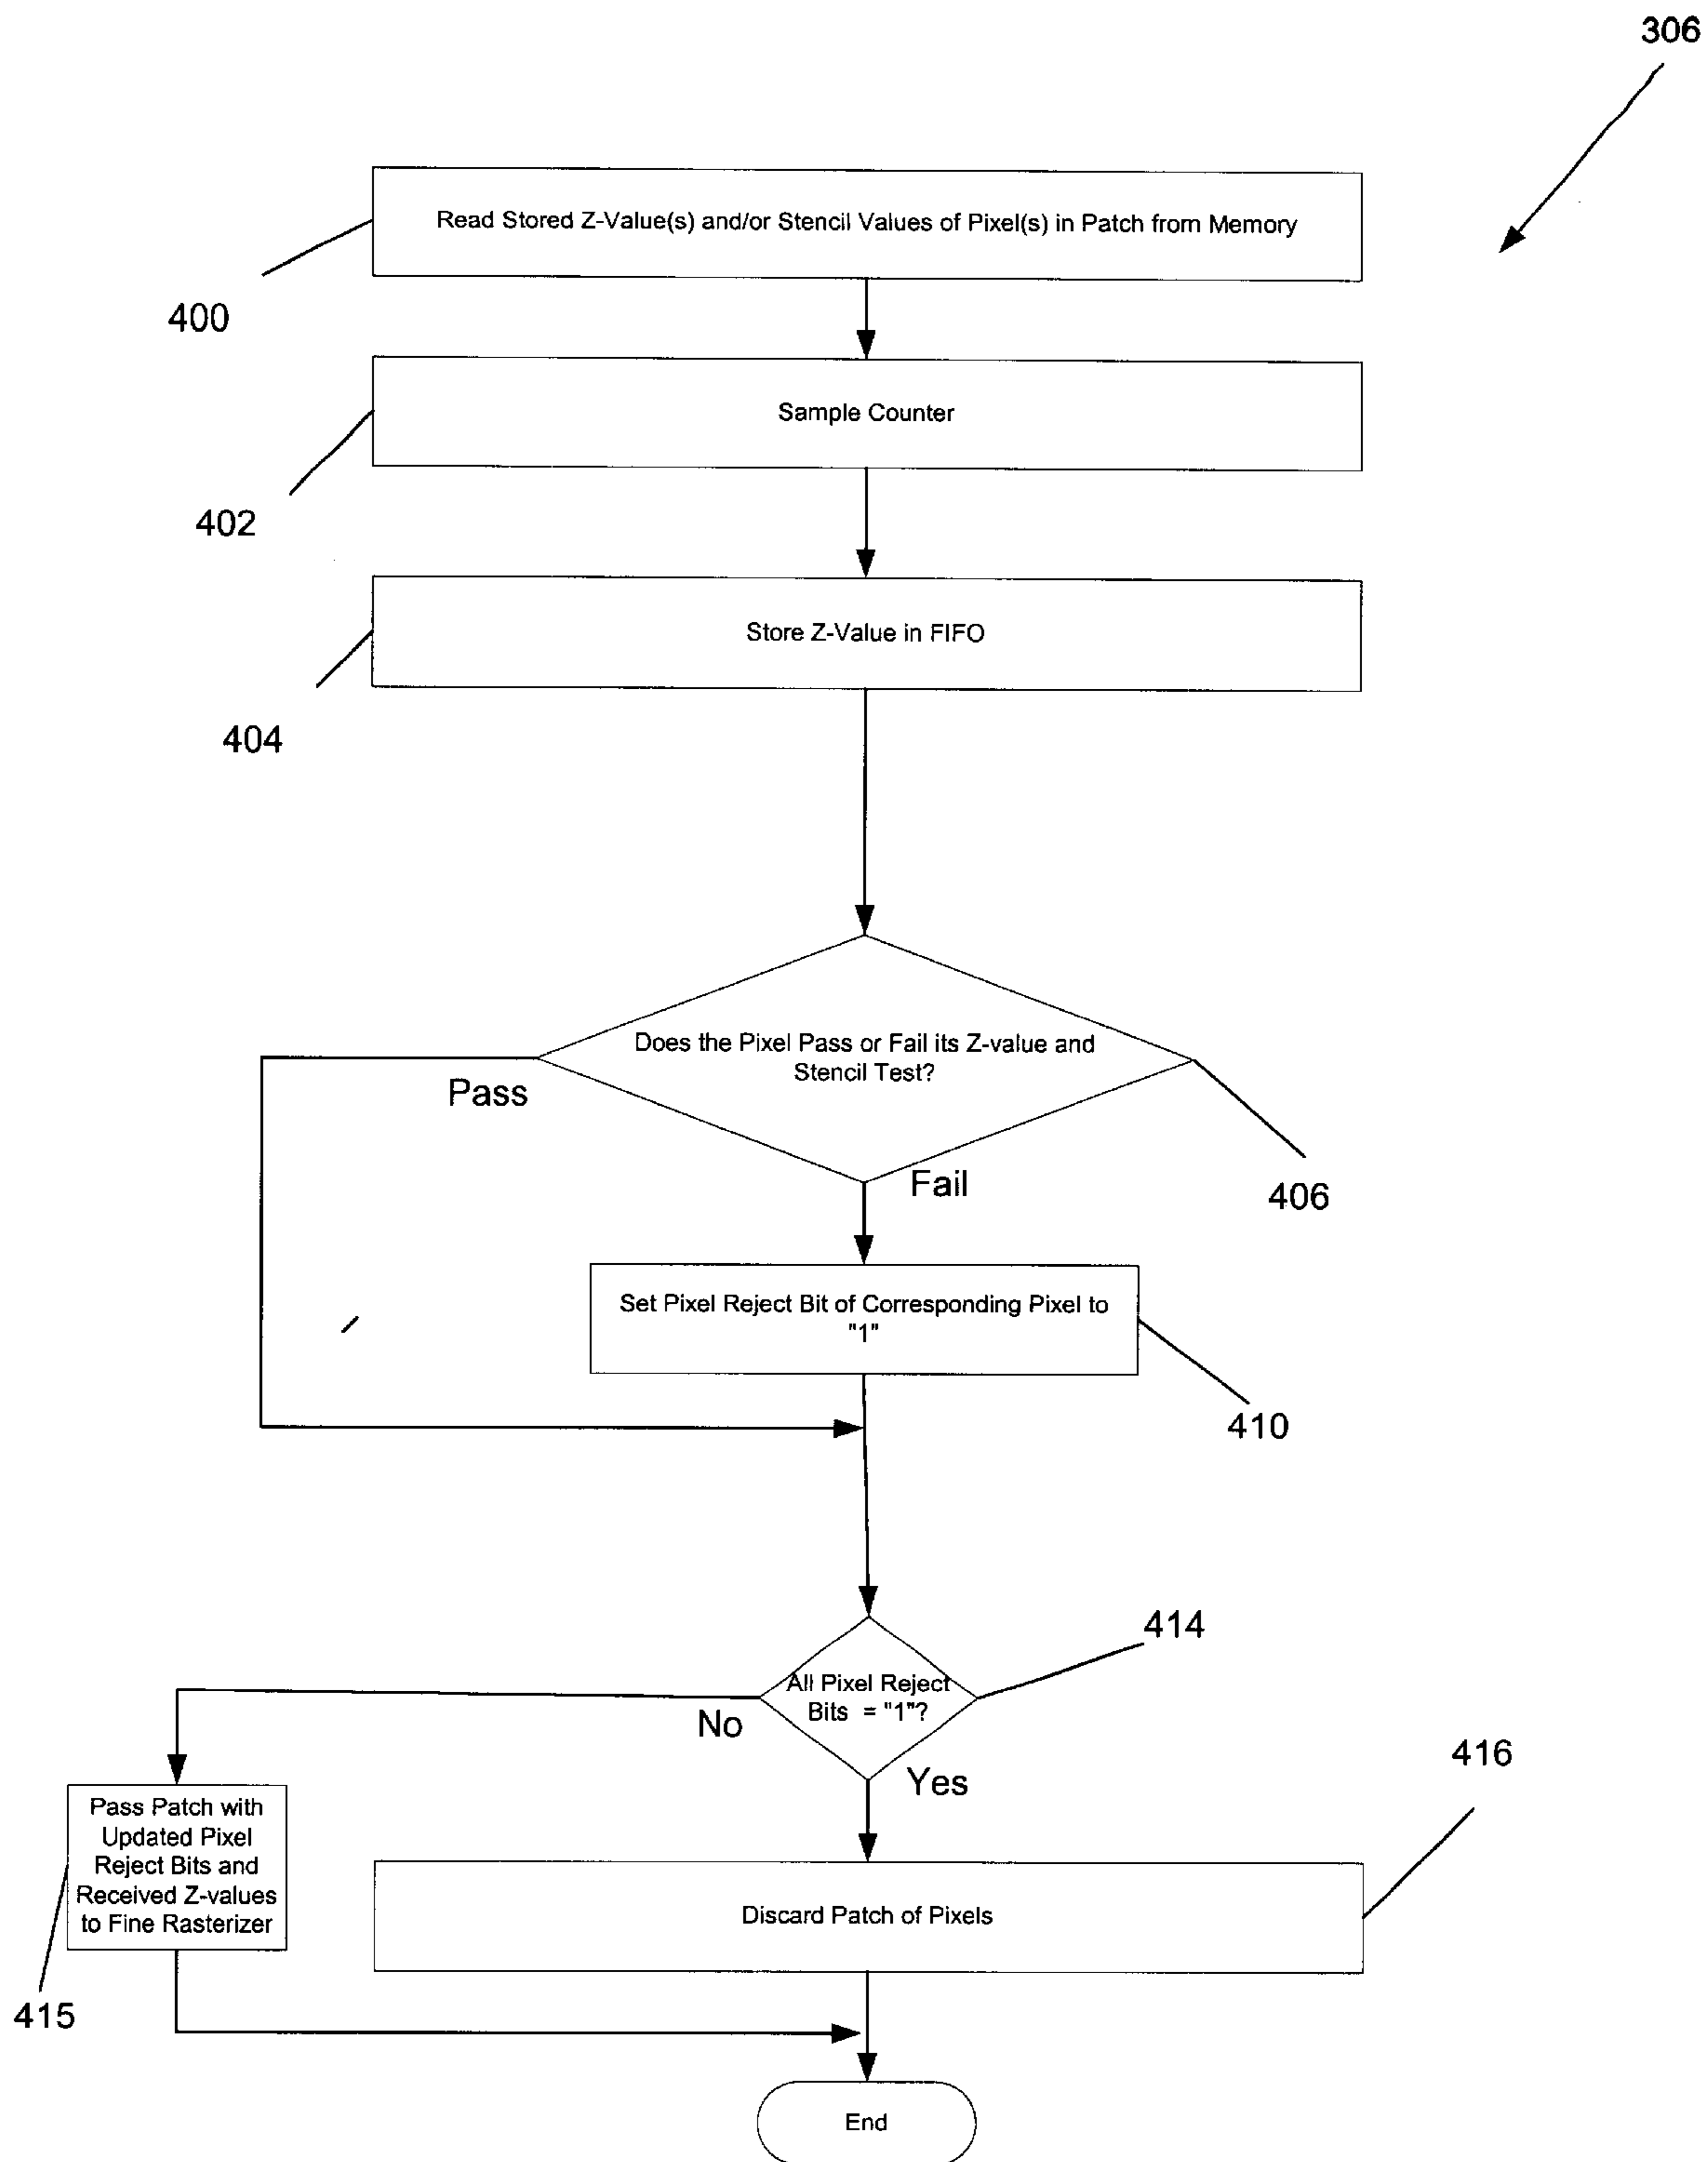 306
Read Stored Z-Value(s) and/or Stencil Values of Pixel(s) in Patch from Memory
400
Sample Counter
402
Store Z-Value in FIFO
404
Does the Pixel Pass or Fail its Z-value and
Stencil Test?
Pass
Fail
406
Set Pixel Reject Bit of Corresponding Pixel to
"1"
410
414
All Pixel Reject
Bits = "1"?
No
Yes
416
Pass Patch with
Updated Pixel
Reject Bits and
Received Z-values
to Fine Rasterizer
Discard Patch of Pixels
415
End